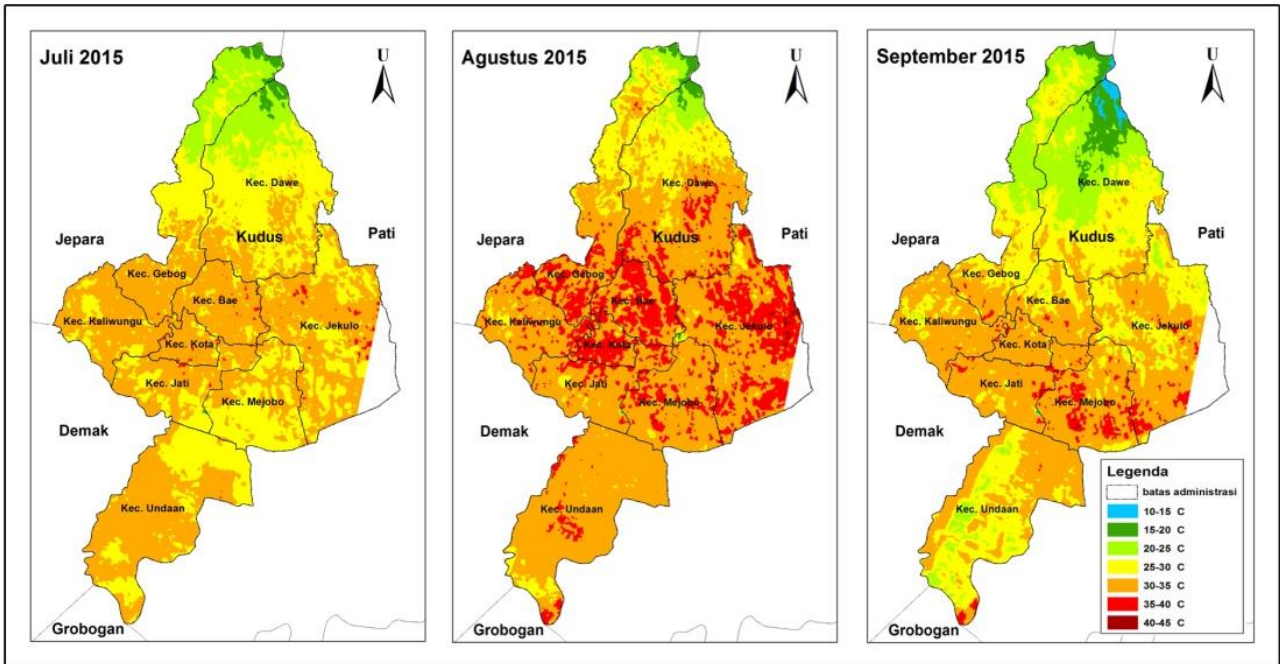 Juli 2015
U
Kec. Dawe
Jepara
Kudus
Pati
Kec. Gebog
Kec. Bae
Kec. Kaliwungu
Kec. Jekulo
Kec. Kota
Kec. Jati
Kec. Mejobo
Demak
Kec. Undaan
Grobogan
Agustus 2015
U
Kec. Dawe
Jepara
Kudus
Pati
Kec. Gebog
Kec. Bae
Kec. Kaliwungu
Kec. Jekulo
Kec. Kota
Kec. Jati
Kec. Mejobo
Demak
Kec. Undaan
Grobogan
September 2015
U
Kec. Dawe
Jepara
Kudus
Pati
Kec. Gebog
Kec. Bae
Kec. Kaliwungu
Kec. Jekulo
Kec. Kota
Kec. Jati
Kec. Mejobo
Demak
Kec. Undaan
Grobogan
Legenda
batas administrasi
10-15 C
15-20 C
20-25 C
25-30 C
30-35 C
35-40 C
40-45 C